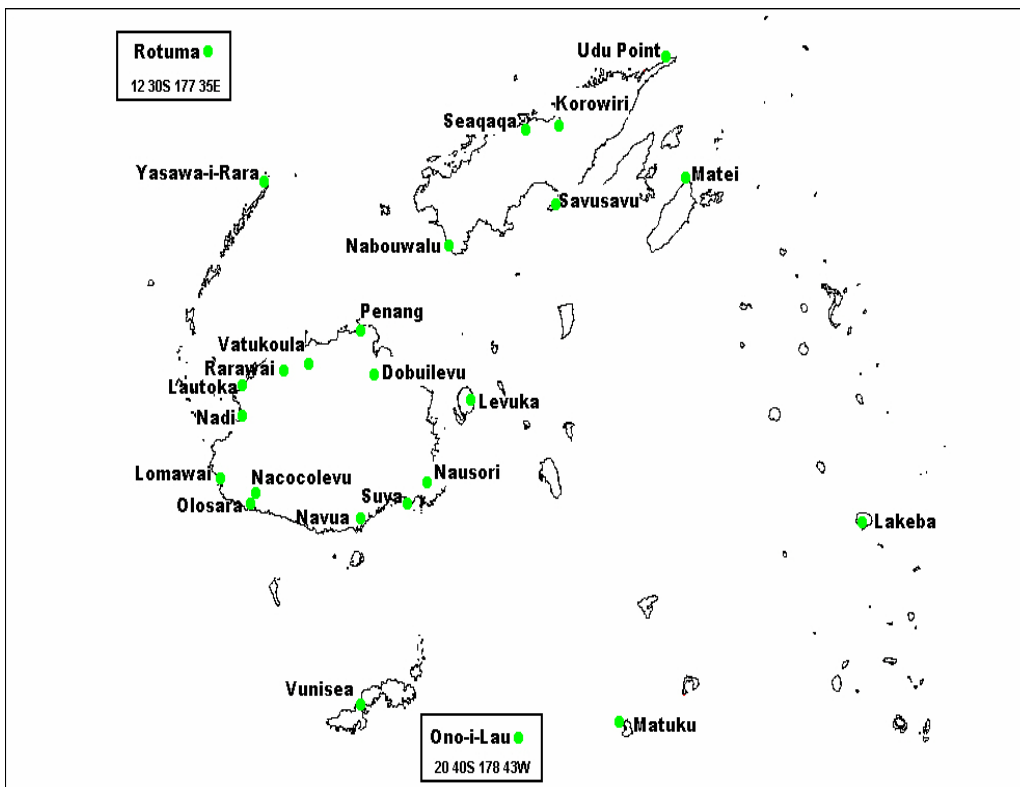 Rotuma
12 30S 177 35E
Udu Point
Korowiri
Seaqaqa
Yasawa-i-Rara
Matei
Savusavu
Nabouwalu
Penang
Vatukoula
Rarawai
Dobuilevu
Lautoka
Levuka
Nadi
Lomawai
Nacocolevu
Nausori
Olosara
Suva
Navua
Lakeba
Vunisea
Matuku
Ono-i-Lau
20 40S 178 43W